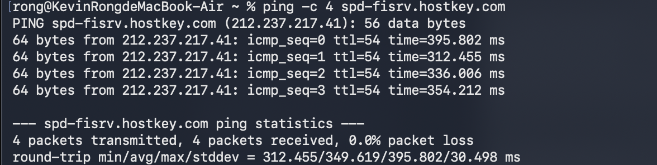 [rong@KevinRongdeMacBook-Air ~ % ping -c 4 spd-fisrv.hostkey.com
PING spd-fisrv.hostkey.com (212.237.217.41): 56 data bytes
64 bytes from 212.237.217.41: icmp_seq=0 ttl=54 time=395.802 ms
64 bytes from 212.237.217.41: icmp_seq=1 ttl=54 time=312.455 ms
64 bytes from 212.237.217.41: icmp_seq=2 ttl=54 time=336.006 ms
64 bytes from 212.237.217.41: icmp_seq=3 ttl=54 time=354.212 ms

--- spd-fisrv.hostkey.com ping statistics ---
4 packets transmitted, 4 packets received, 0.0% packet loss
round-trip min/avg/max/stddev = 312.455/349.619/395.802/30.498 ms